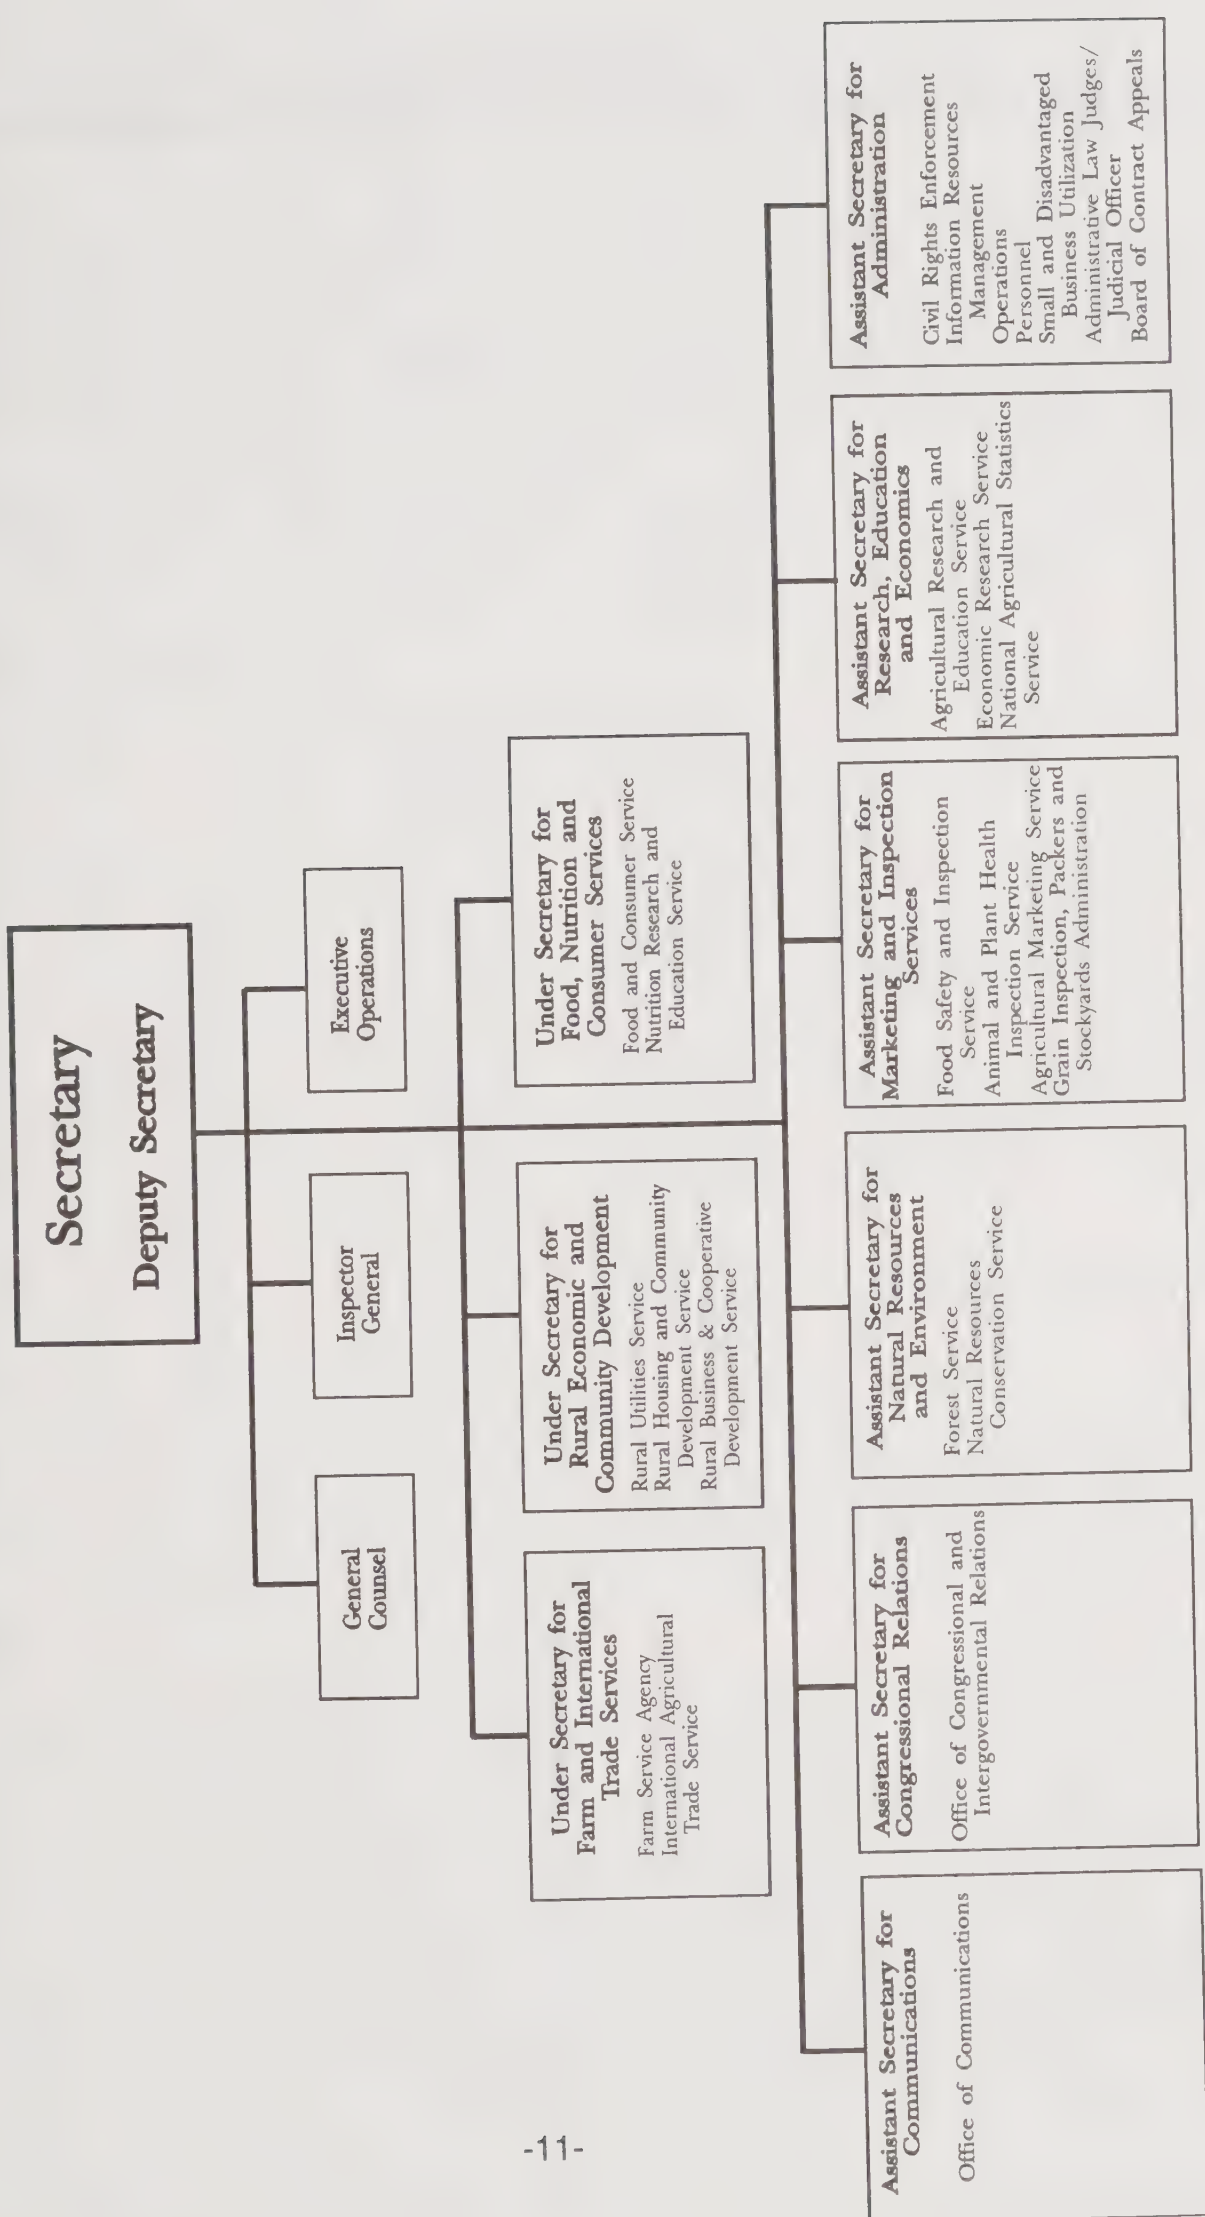 Secretary
Deputy Secretary
General
Counsel
Inspector
General
Executive
Operations
Under Secretary for
Farm and International
Trade Services
Farm Service Agency
International Agricultural
Trade Service
Under Secretary for
Rural Economic and
Community Development
Rural Utilities Service
Rural Housing and Community
Development Service
Rural Business & Cooperative
Development Service
Under Secretary for
Food, Nutrition and
Consumer Services
Food and Consumer Service
Nutrition Research and
Education Service
Assistant Secretary for
Communications
Office of Communications
Assistant Secretary for
Congressional Relations
Office of Congressional and
Intergovernmental Relations
Assistant Secretary for
Natural Resources
and Environment
Forest Service
Natural Resources
Conservation Service
Assistant Secretary for
Marketing and Inspection
Services
Food Safety and Inspection
Service
Animal and Plant Health
Inspection Service
Agricultural Marketing Service
Grain Inspection, Packers and
Stockyards Administration
Assistant Secretary for
Research, Education
and Economics
Agricultural Research and
Education Service
Economic Research Service
National Agricultural Statistics
Service
Assistant Secretary for
Administration
Civil Rights Enforcement
Information Resources
Management
Operations
Personnel
Small and Disadvantaged
Business Utilization
Administrative Law Judges/
Judicial Officer
Board of Contract Appeals
-11-